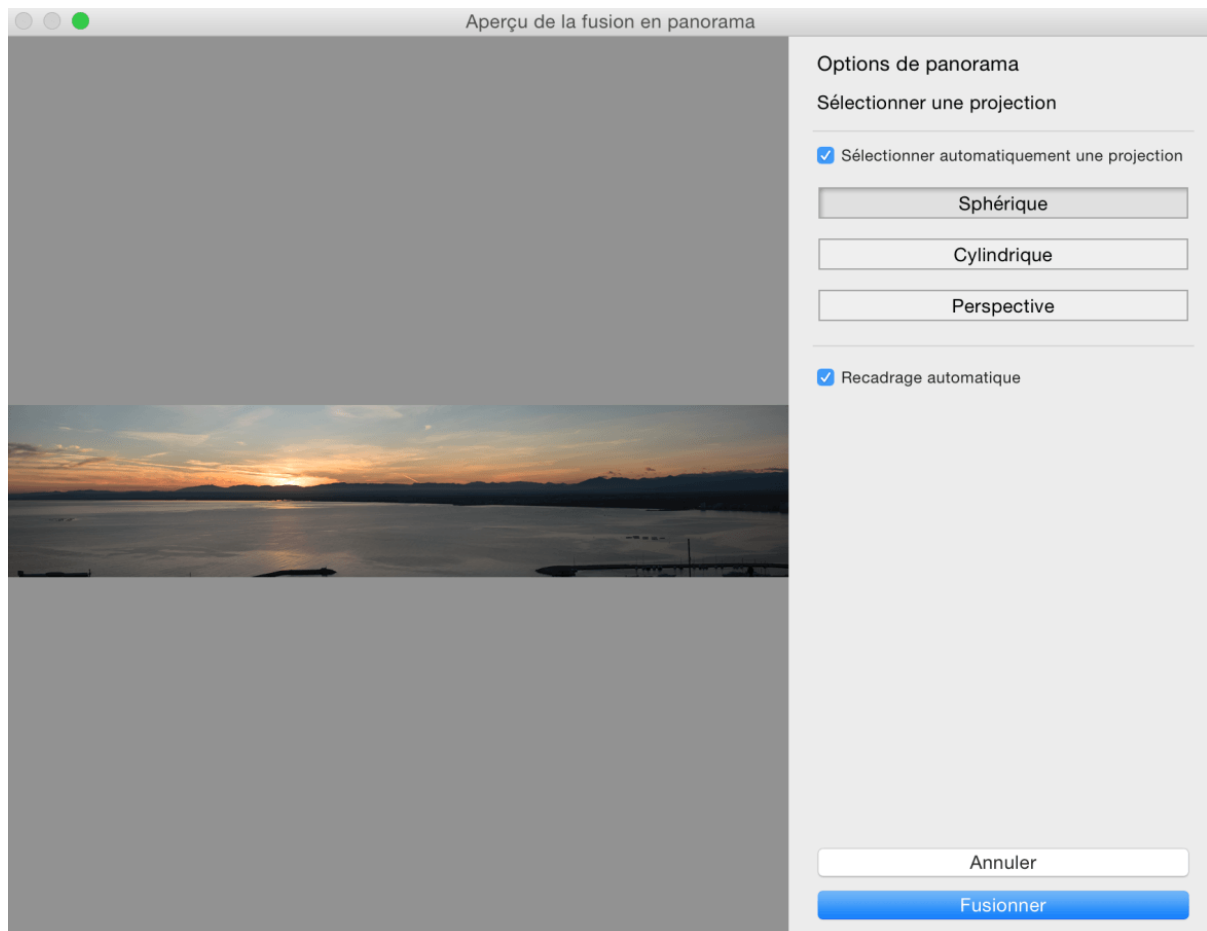 Aperçu de la fusion en panorama
Options de panorama
Sélectionner une projection
Sélectionner automatiquement une projection
Sphérique
Cylindrique
Perspective
Recadrage automatique
Annuler
Fusionner